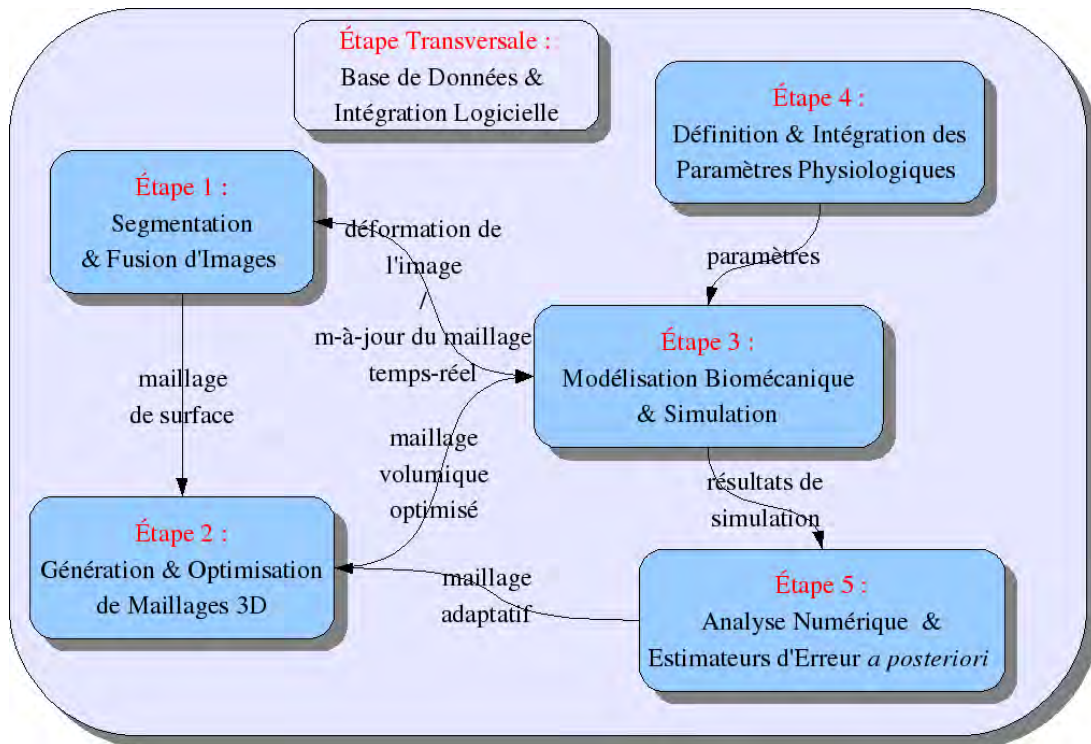 Étape Transversale :
Base de Données &
Intégration Logicielle
Étape 4 :
Définition & Intégration des
Paramètres Physiologiques
Étape 1 :
Segmentation
& Fusion d'Images
déformation de
l'image
/
m-à-jour du maillage
temps-réel
paramètres
Étape 3 :
Modélisation Biomécanique
& Simulation
maillage
de surface
maillage
volumique
optimisé
résultats de
simulation
Étape 2 :
Génération & Optimisation
de Maillages 3D
maillage
adaptatif
Étape 5 :
Analyse Numérique &
Estimateurs d'Erreur a posteriori